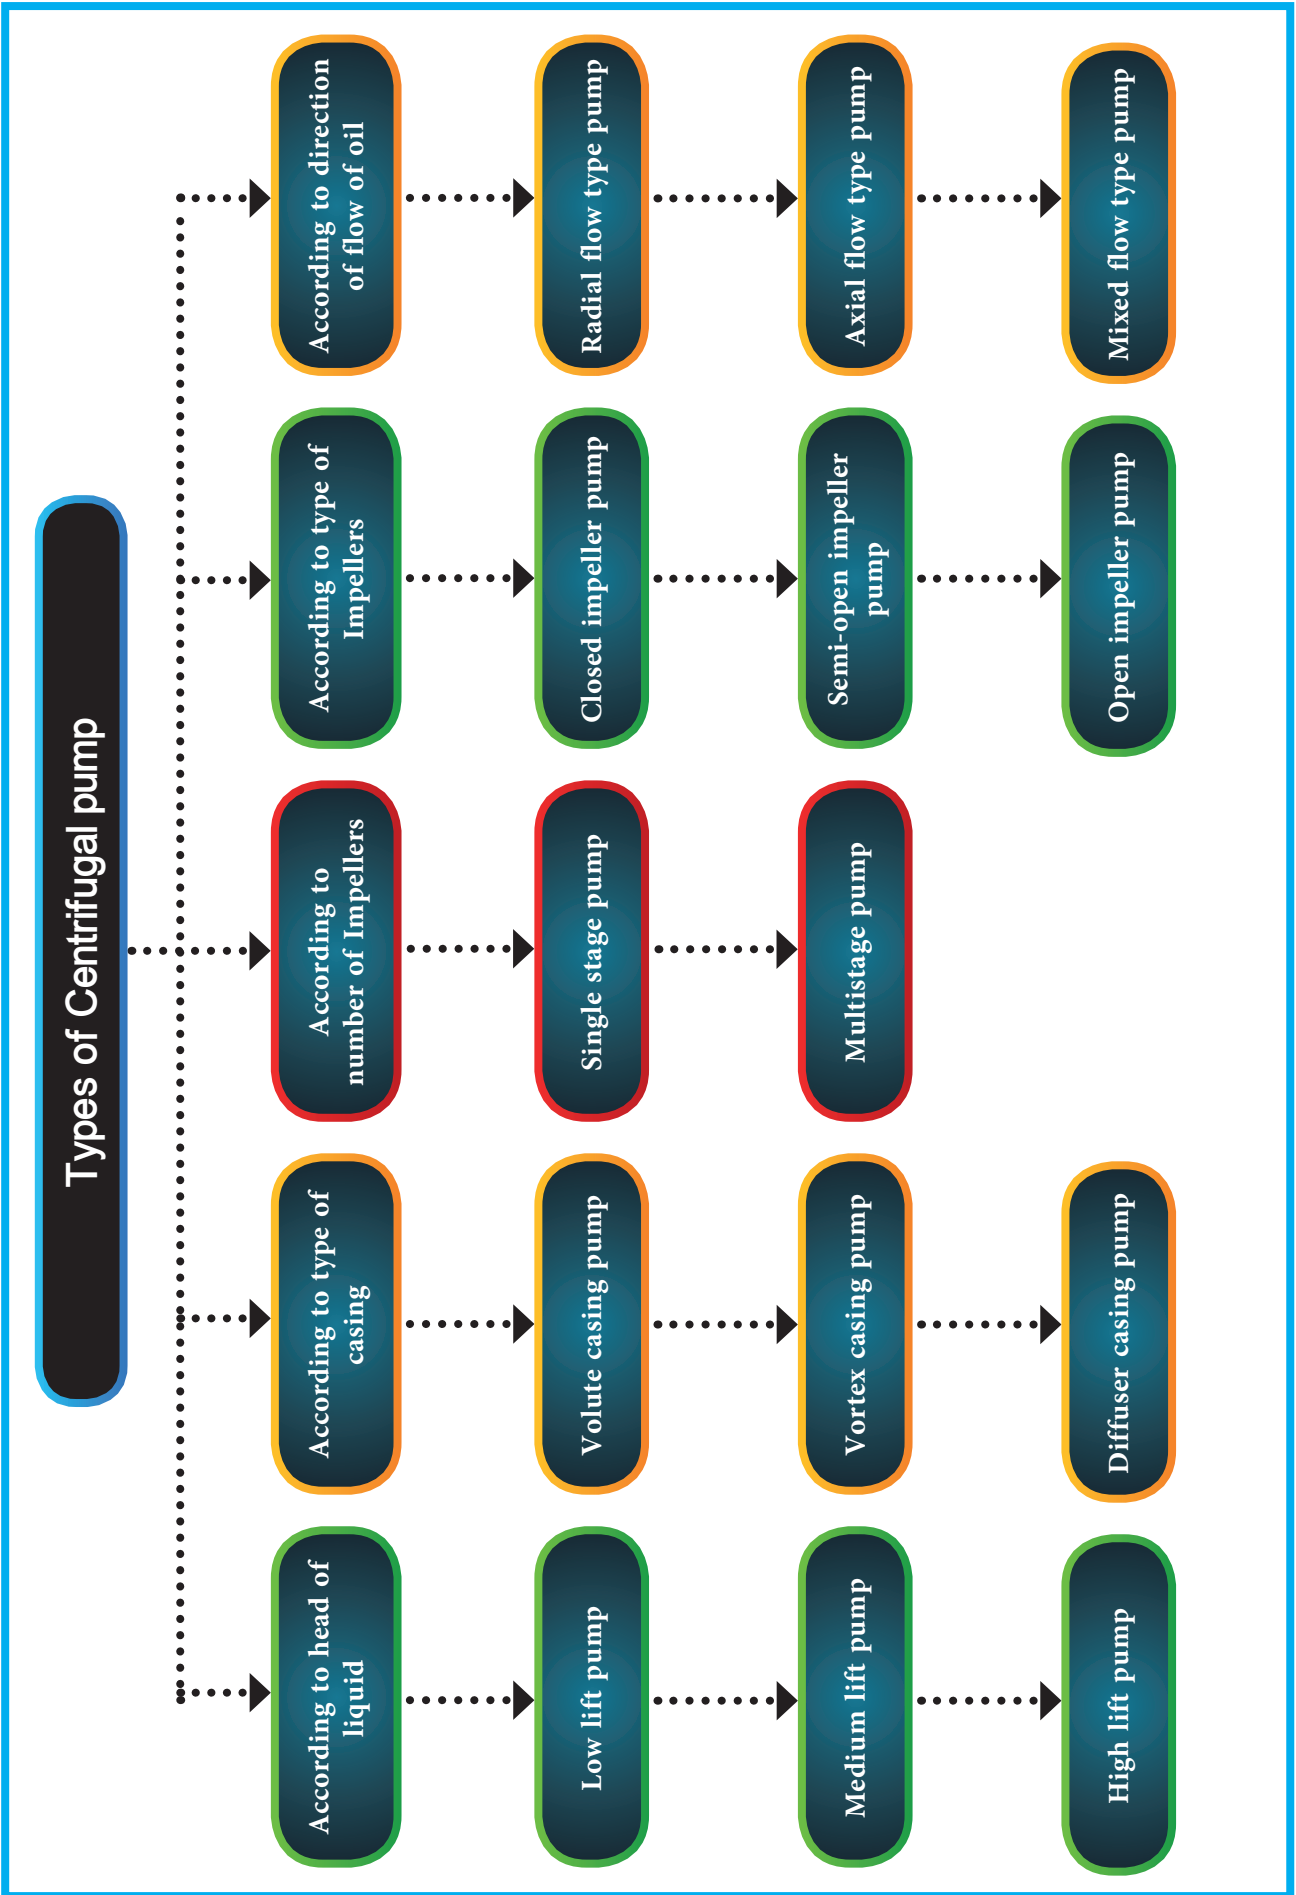 Types of Centrifugal pump
According to head of
liquid
Low lift pump
Medium lift pump
High lift pump
According to type of
casing
Volute casing pump
Vortex casing pump
Diffuser casing pump
According to
number of Impellers
Single stage pump
Multistage pump
According to type of
Impellers
Closed impeller pump
Semi-open impeller
pump
Open impeller pump
According to direction
of flow of oil
Radial flow type pump
Axial flow type pump
Mixed flow type pump